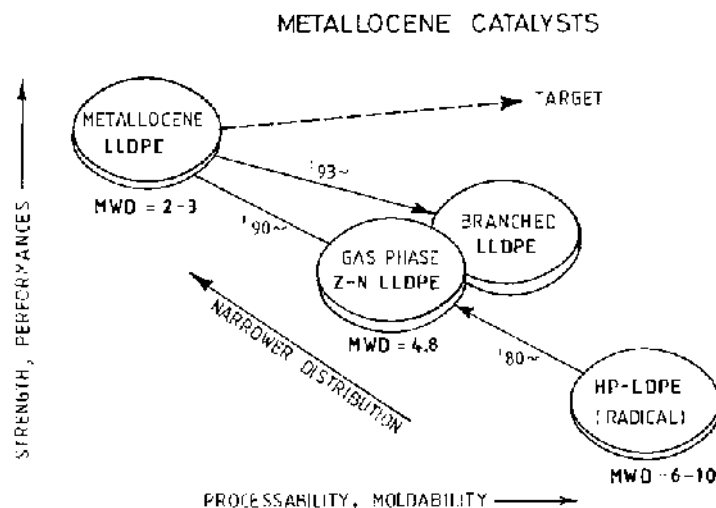 METALLOCENE CATALYSTS
TARGET
METALLOCENE
LLDPE
MWD = 2-3
'93~
'90~
BRANCHED
LLDPE
GAS PHASE
Z-N LLDPE
MWD = 4.8
'80~
HP-LDPE
(RADICAL)
MWD-6-10
NARROWER DISTRIBUTION
STRENGTH, PERFORMANCES
PROCESSABILITY, MOLDABILITY